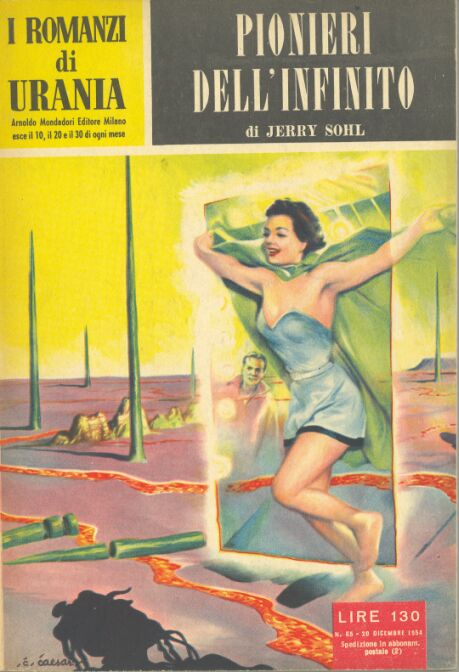 I ROMANZI
di
URANIA
Arnoldo Mondadori Editore Milano
esce il 10, il 20 e il 30 di ogni mese
PIONIERI
DELL'INFINITO
di JERRY SOHL
LIRE 130
N. 65 - 20 DICEMBRE 1954
Spedizione in abbonam.
postale (2)
C. Caesar